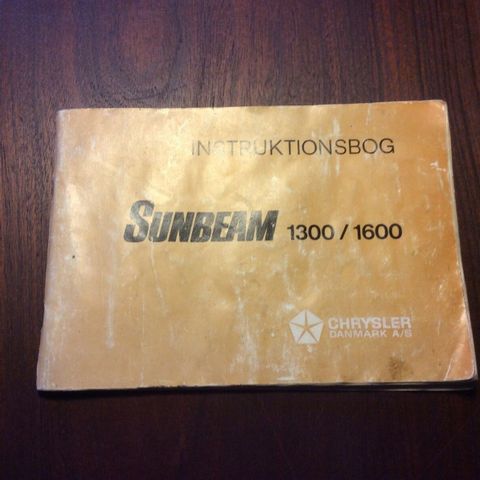 INSTRUKTIONSBOG
SUNBEAM 1300 / 1600
CHRYSLER
DANMARK A/S